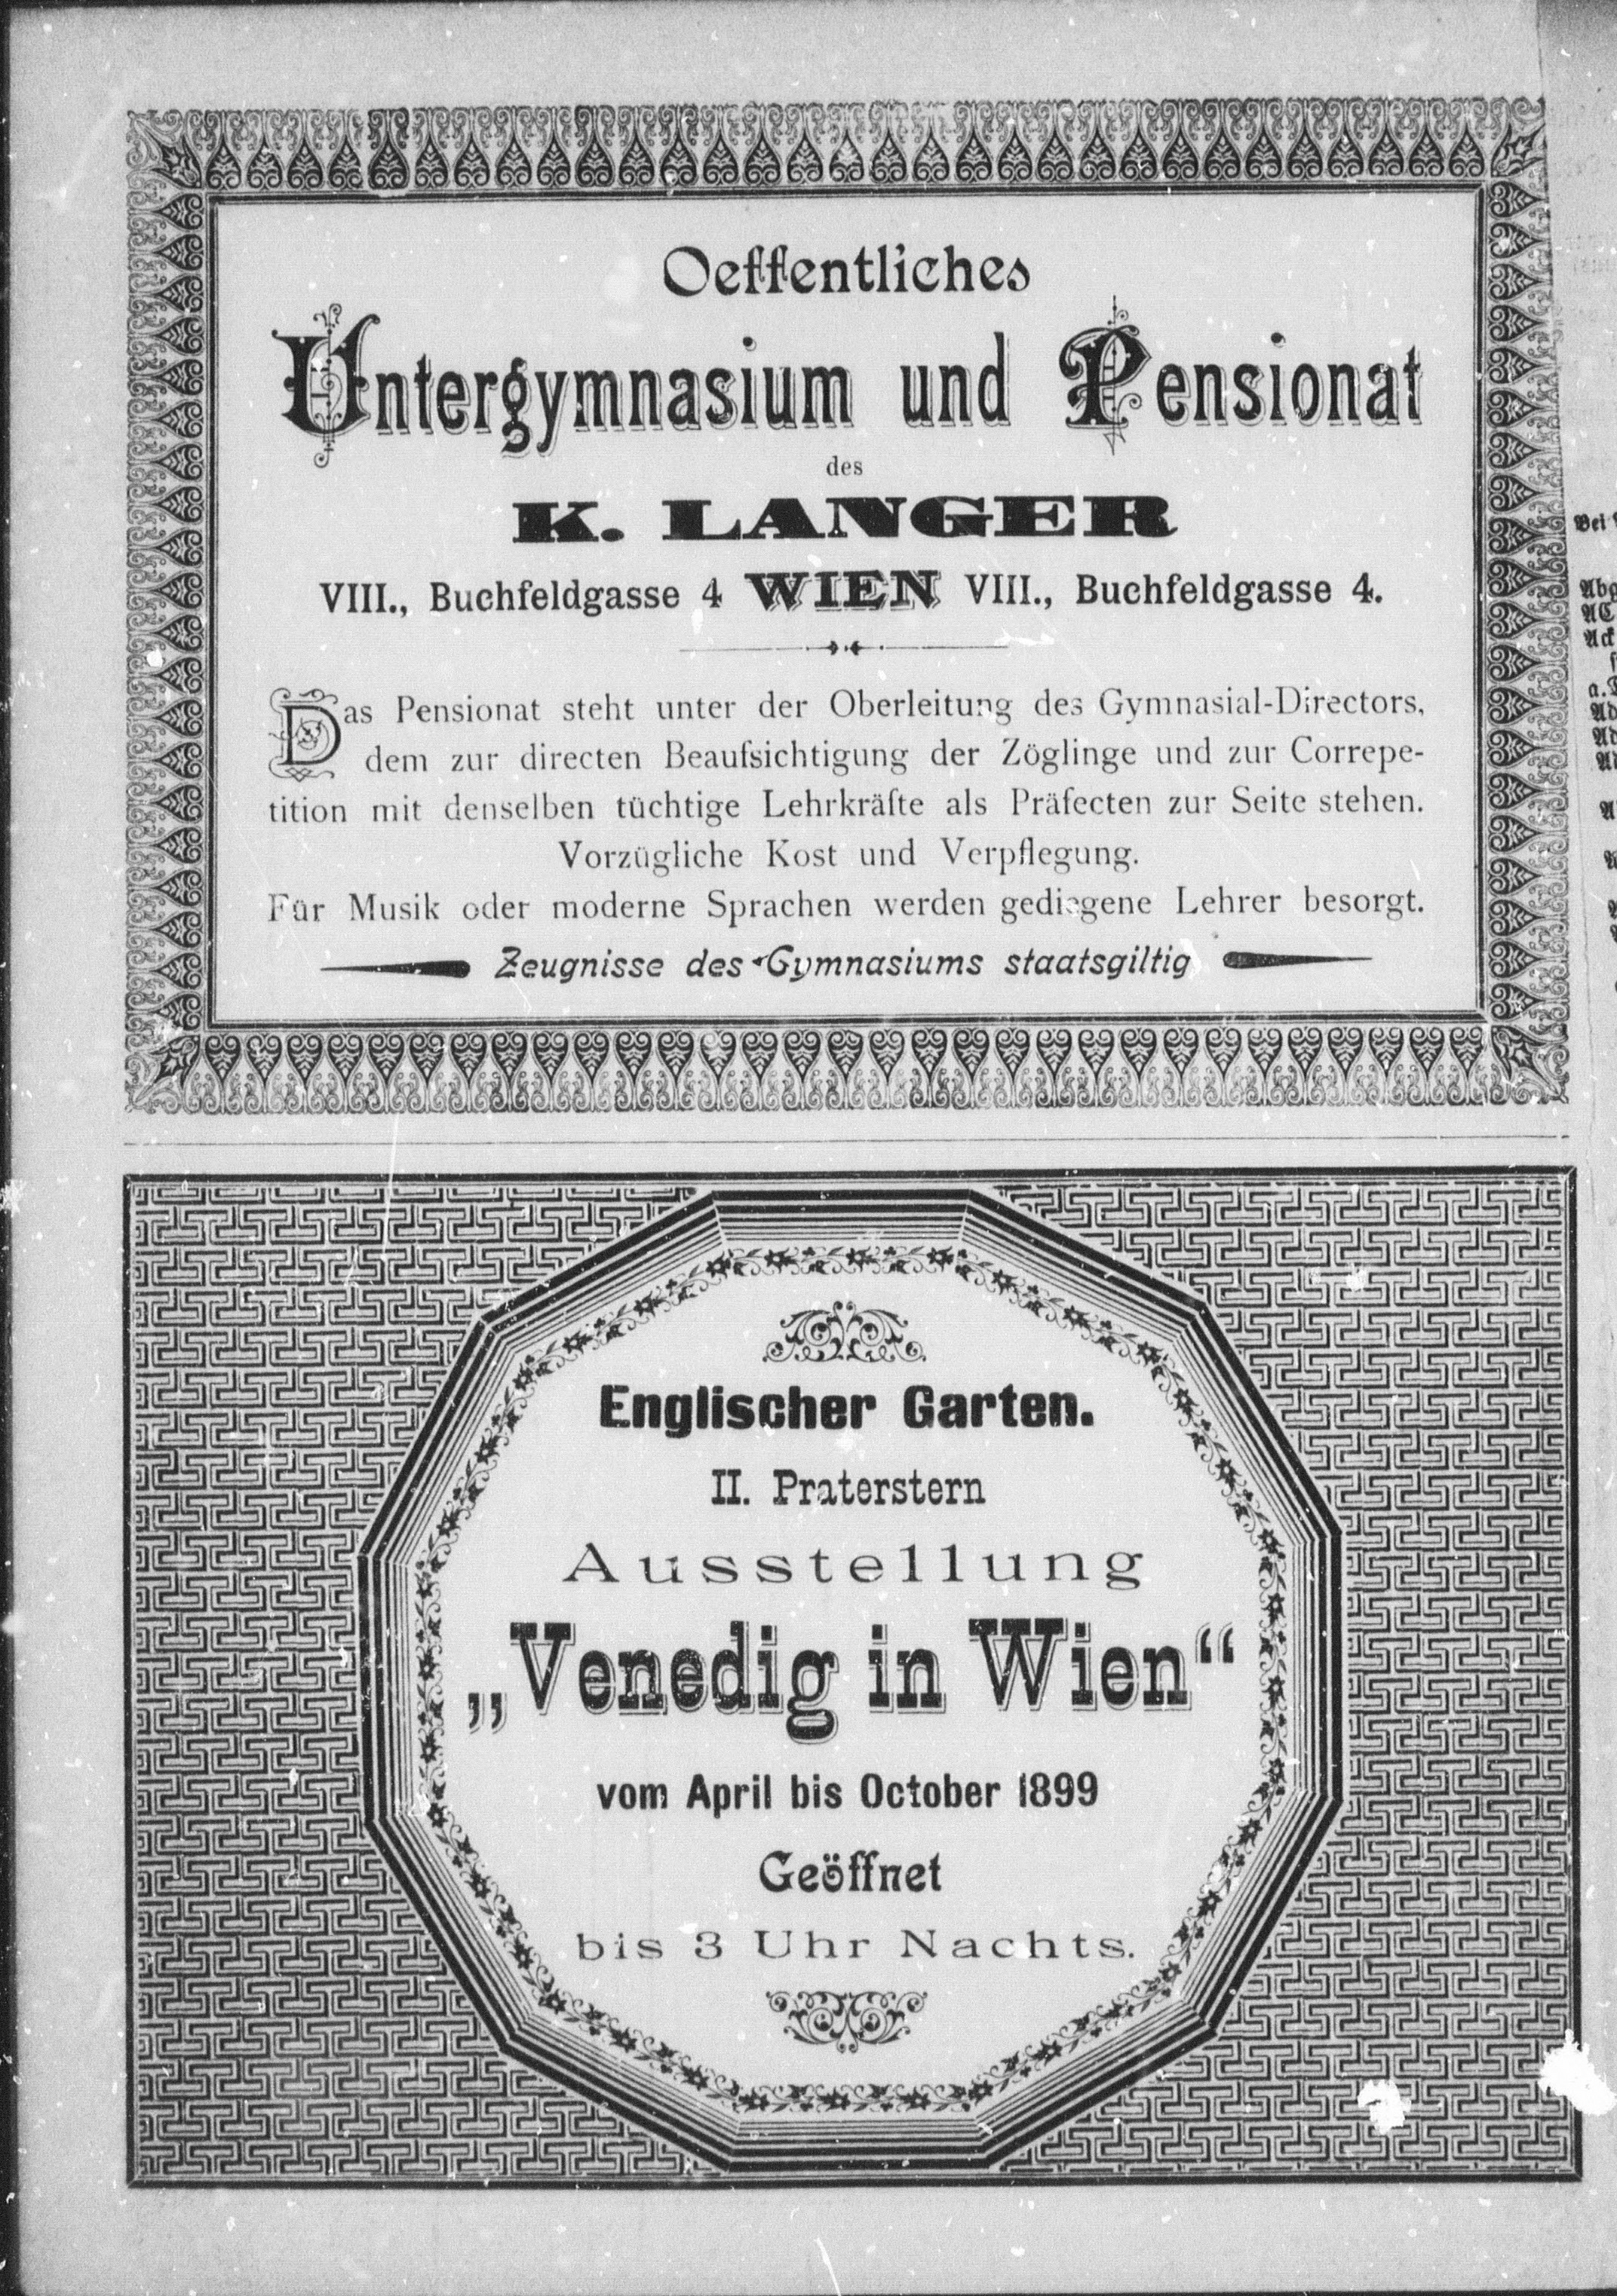 Oeffentliches
Untergymnasium und Pensionat
des
K. LANGER
VIII., Buchfeldgasse 4 WIEN VIII., Buchfeldgasse 4.
Das Pensionat steht unter der Oberleitung des Gymnasial-Directors,
dem zur directen Beaufsichtigung der Zöglinge und zur Correpe-
tition mit denselben tüchtige Lehrkräfte als Präfecten zur Seite stehen.
Vorzügliche Kost und Verpflegung.
Für Musik oder moderne Sprachen werden gediegene Lehrer besorgt.
Zeugnisse des Gymnasiums staatsgiltig
Englischer Garten.
II. Praterstern
Ausstellung
„Venedig in Wien“
vom April bis October 1899
Geöffnet
bis 3 Uhr Nachts.
Bei